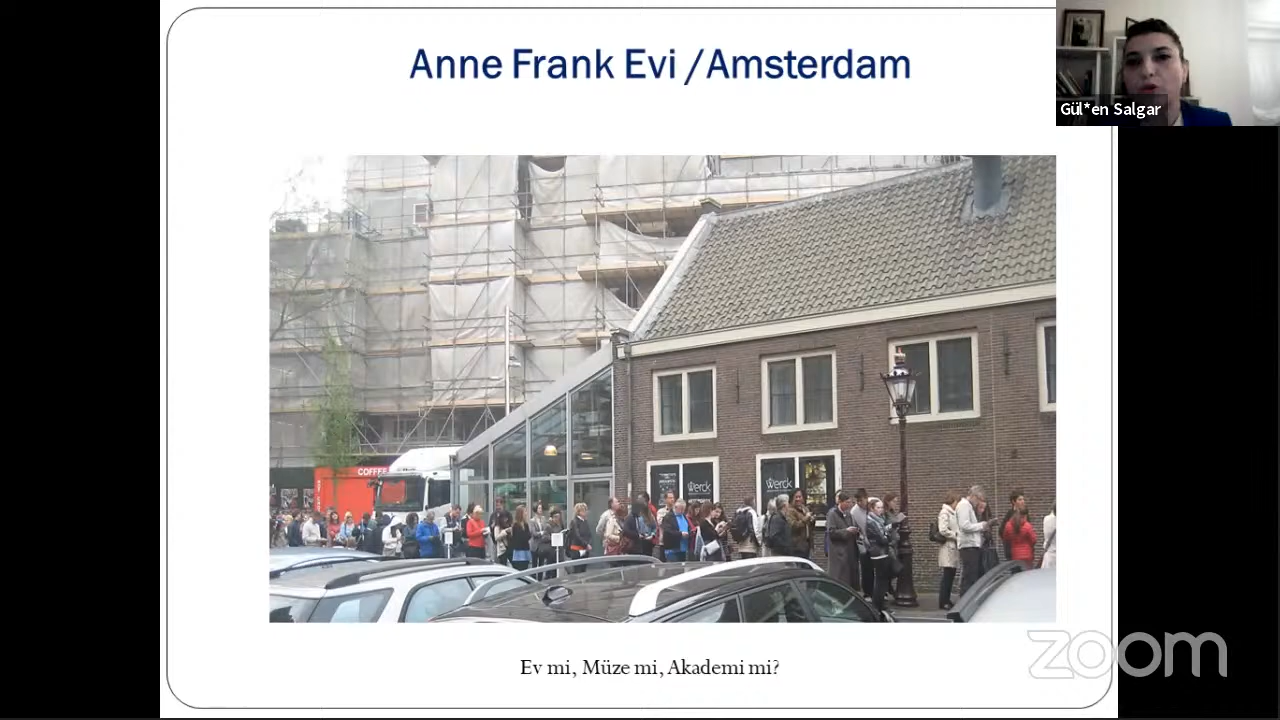 Anne Frank Evi /Amsterdam
Gül*en Salgar
COFFEE
Werck
Werck
Ev mi, Müze mi, Akademi mi?
zoom